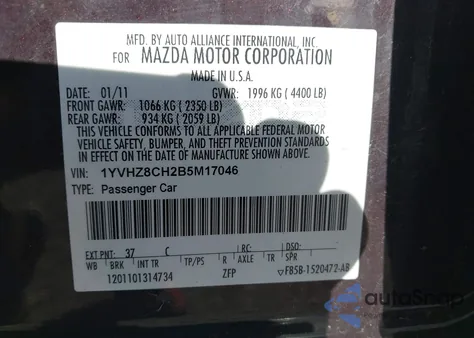 MFD. BY AUTO ALLIANCE INTERNATIONAL, INC.
FOR MAZDA MOTOR CORPORATION
MADE IN U.S.A.
DATE: 01/11 GVWR: 1996 KG ( 4400 LB)
FRONT GAWR: 1066 KG ( 2350 LB)
REAR GAWR: 934 KG ( 2059 LB)
THIS VEHICLE CONFORMS TO ALL APPLICABLE FEDERAL MOTOR
VEHICLE SAFETY, BUMPER, AND THEFT PREVENTION STANDARDS
IN EFFECT ON THE DATE OF MANUFACTURE SHOWN ABOVE.
VIN: 1YVHZ8CH2B5M17046
TYPE: Passenger Car
EXT PNT: 37 C RC: DSO:
WB BRK INT TR TP/PS R AXLE TR SPR
1201101314734 ZFP FB5B-1520472-AB
autoSnap